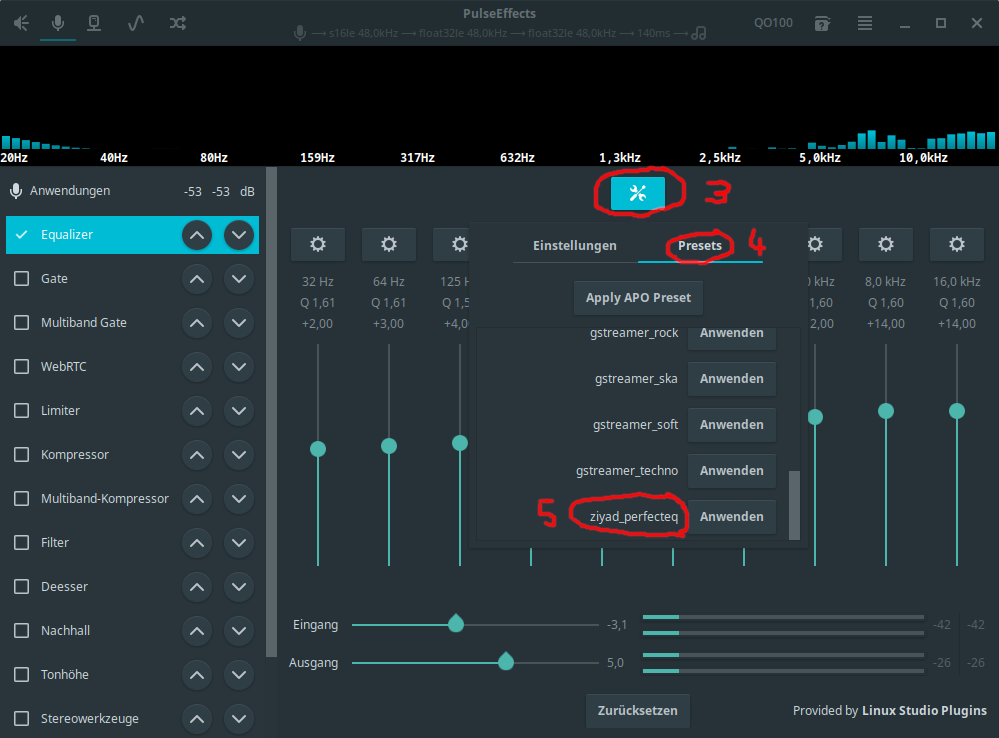 PulseEffects
s16le 48,0kHz float32le 48,0kHz float32le 48,0kHz 140ms
QO100
20Hz 40Hz 80Hz 159Hz 317Hz 632Hz 1,3kHz 2,5kHz 5,0kHz 10,0kHz
Anwendungen -53 -53 dB
Equalizer
Gate
Multiband Gate
WebRTC
Limiter
Kompressor
Multiband-Kompressor
Filter
Deesser
Nachhall
Tonhöhe
Stereowerkzeuge
3
Einstellungen Presets 4
Apply APO Preset
gstreamer_rock Anwenden
gstreamer_ska Anwenden
gstreamer_soft Anwenden
gstreamer_techno Anwenden
5 ziyad_perfecteq Anwenden
32 Hz 64 Hz 125 H kHz 8,0 kHz 16,0 kHz
Q 1,61 Q 1,61 Q 1,5 1,60 Q 1,60 Q 1,60
+2,00 +3,00 +4,0 2,00 +14,00 +14,00
Eingang -3,1 -42 -42
Ausgang 5,0 -26 -26
Zurücksetzen
Provided by Linux Studio Plugins